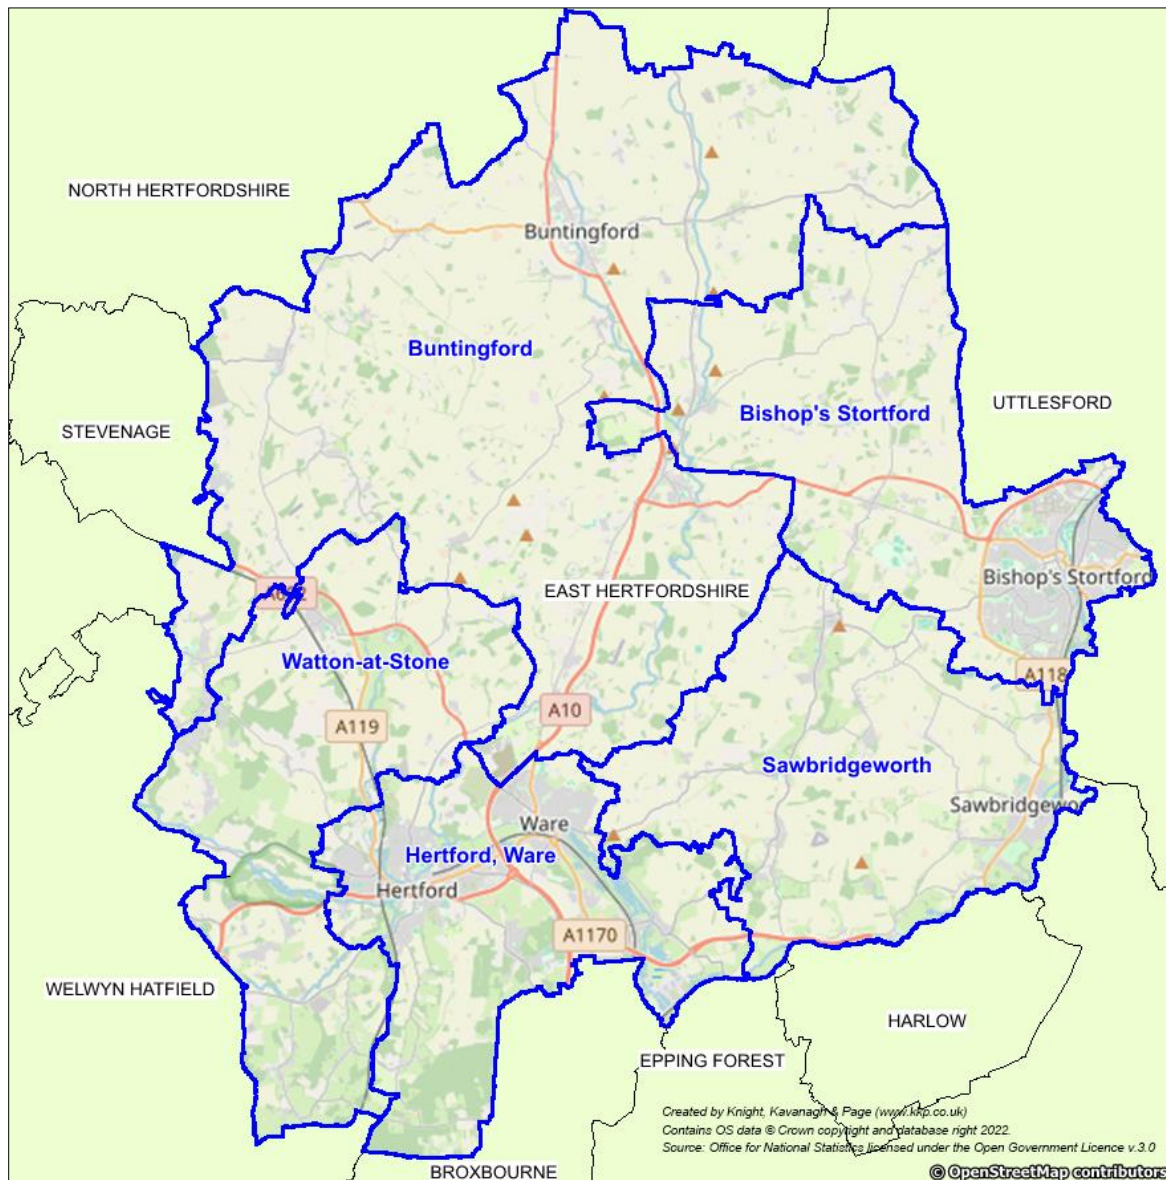 NORTH HERTFORDSHIRE
Buntingford
Buntingford
Bishop's Stortford
UTTLESFORD
STEVENAGE
Bishop's Stortford
EAST HERTFORDSHIRE
Watton-at-Stone
A118
A10
A119
Sawbridgeworth
Sawbridgewo
Ware
Hertford, Ware
Hertford
A1170
WELWYN HATFIELD
HARLOW
EPPING FOREST
Created by Knight, Kavanagh & Page (www.kkp.co.uk)
Contains OS data © Crown copyright and database right 2022.
Source: Office for National Statistics licensed under the Open Government Licence v.3.0
BROXBOURNE
© OpenStreetMap contributors